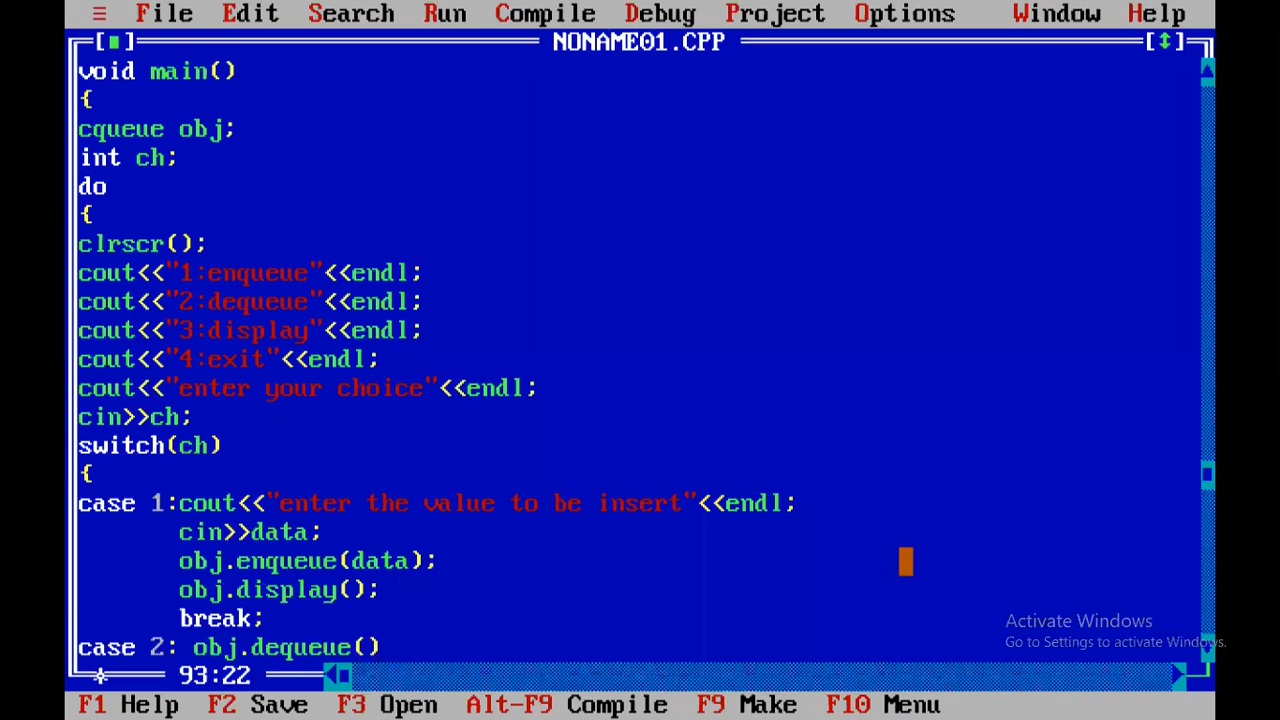 ≡ File Edit Search Run Compile Debug Project Options Window Help
[■] NONAME01.CPP [↕]
void main()
{
cqueue obj;
int ch;
do
{
clrscr();
cout<<"1:enqueue"<<endl;
cout<<"2:dequeue"<<endl;
cout<<"3:display"<<endl;
cout<<"4:exit"<<endl;
cout<<"enter your choice"<<endl;
cin>>ch;
switch(ch)
{
case 1:cout<<"enter the value to be insert"<<endl;
cin>>data;
obj.enqueue(data);
obj.display();
break;
Activate Windows
Go to Settings to activate Windows.
case 2: obj.dequeue()
93:22
F1 Help F2 Save F3 Open Alt-F9 Compile F9 Make F10 Menu